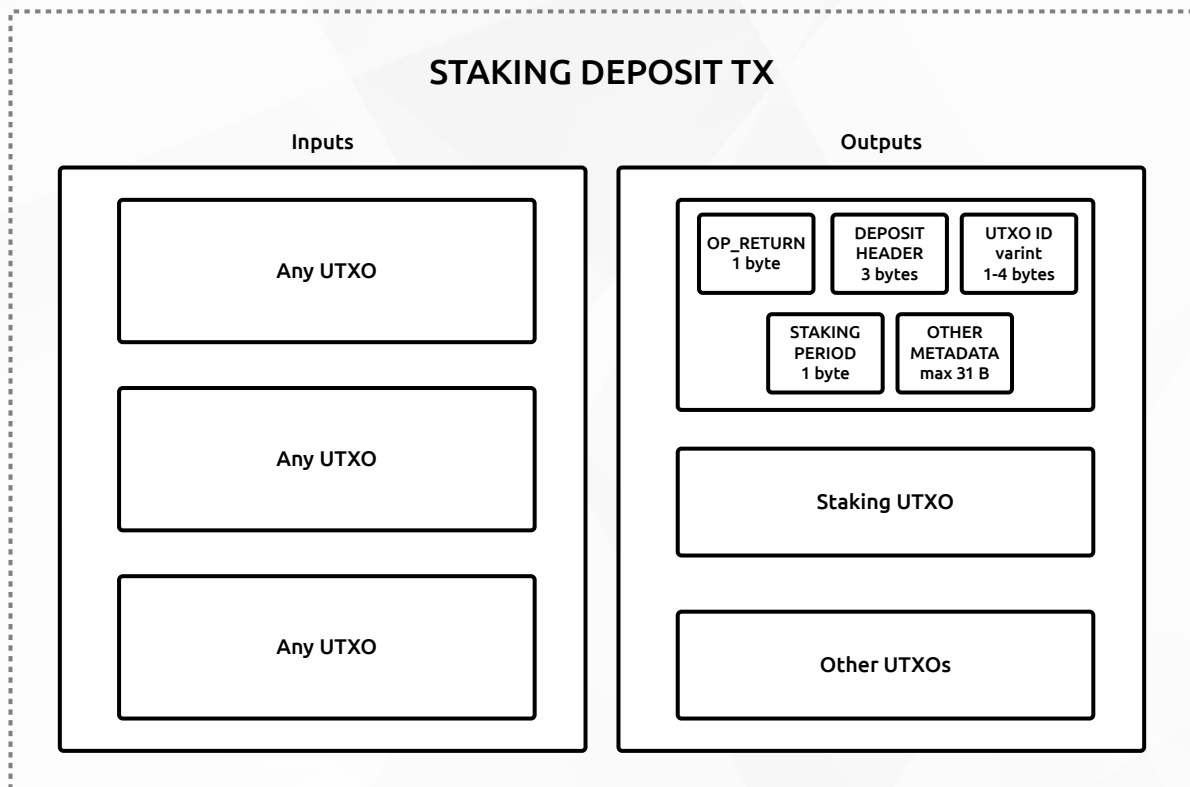 STAKING DEPOSIT TX
Inputs
Any UTXO
Any UTXO
Any UTXO
Outputs
OP_RETURN
1 byte
DEPOSIT
HEADER
3 bytes
UTXO ID
varint
1-4 bytes
STAKING
PERIOD
1 byte
OTHER
METADATA
max 31 B
Staking UTXO
Other UTXOs